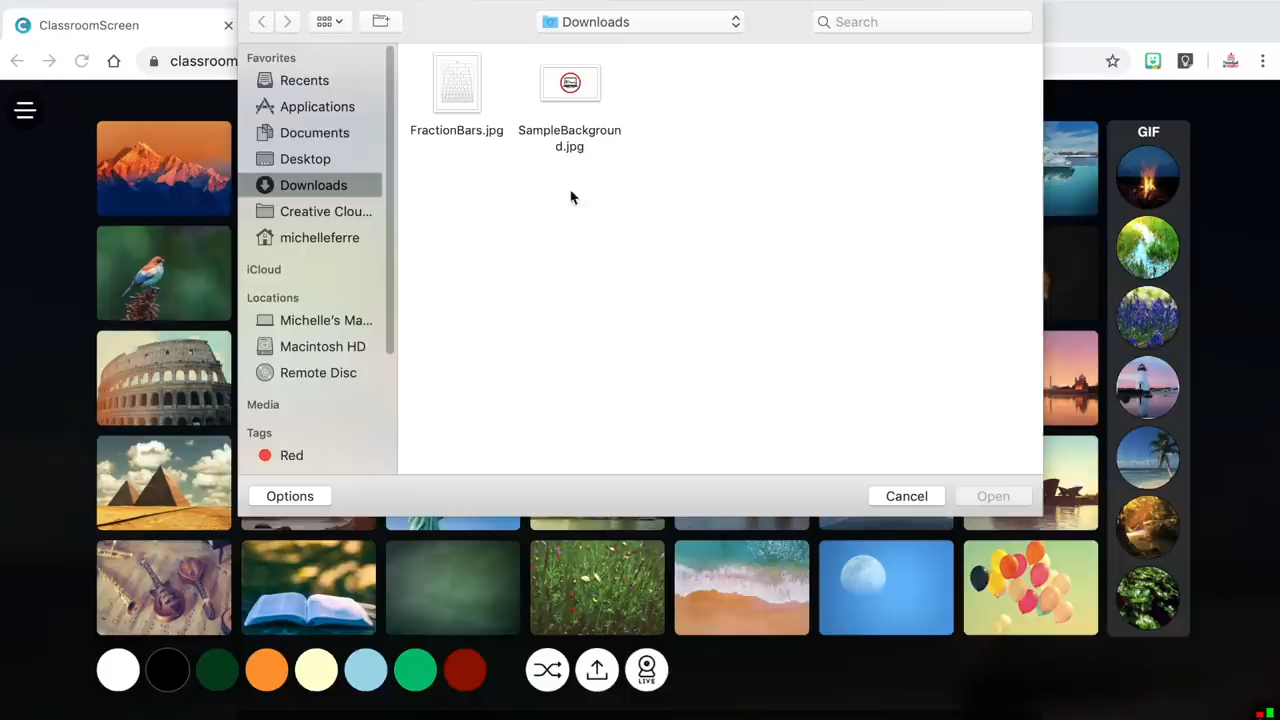 ClassroomScreen
Downloads
Search
classroom
Favorites
Recents
Applications
Documents
Desktop
Downloads
Creative Clou...
michelleferre
iCloud
Locations
Michelle's Ma...
Macintosh HD
Remote Disc
Media
Tags
Red
FractionBars.jpg
SampleBackgroun
d.jpg
GIF
Options
Cancel
Open
LIVE